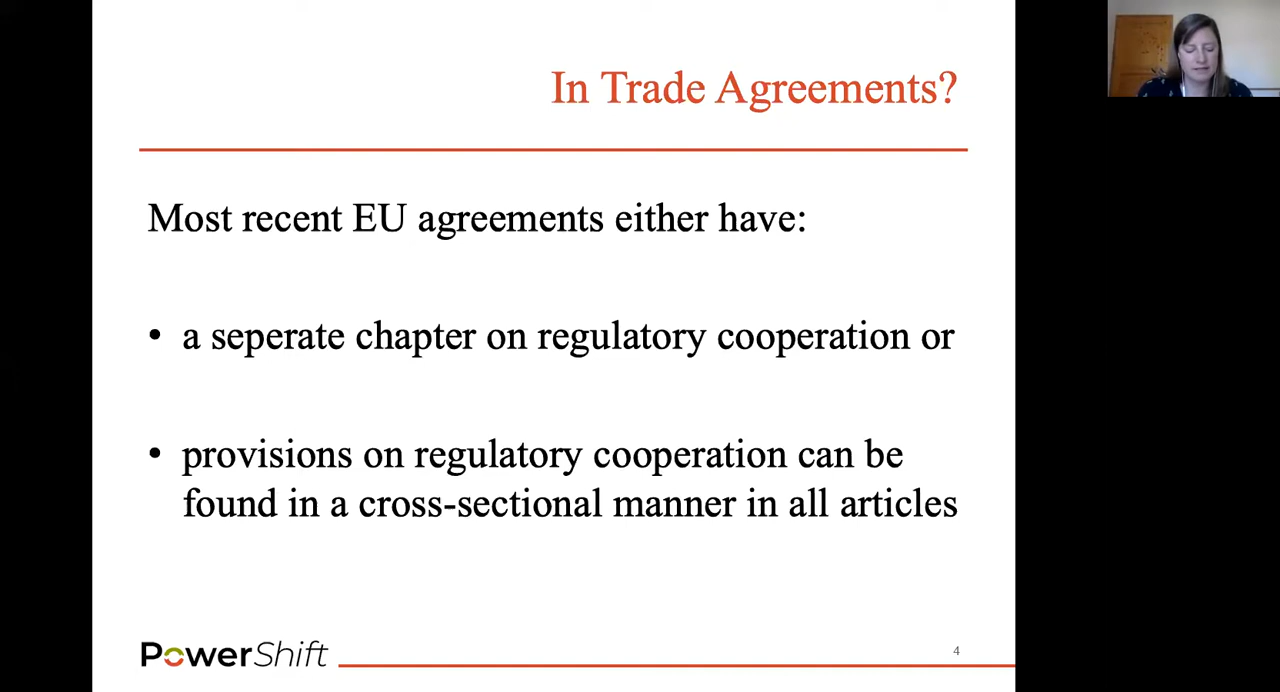 In Trade Agreements?
Most recent EU agreements either have:
• a seperate chapter on regulatory cooperation or
• provisions on regulatory cooperation can be
found in a cross-sectional manner in all articles
PowerShift
4